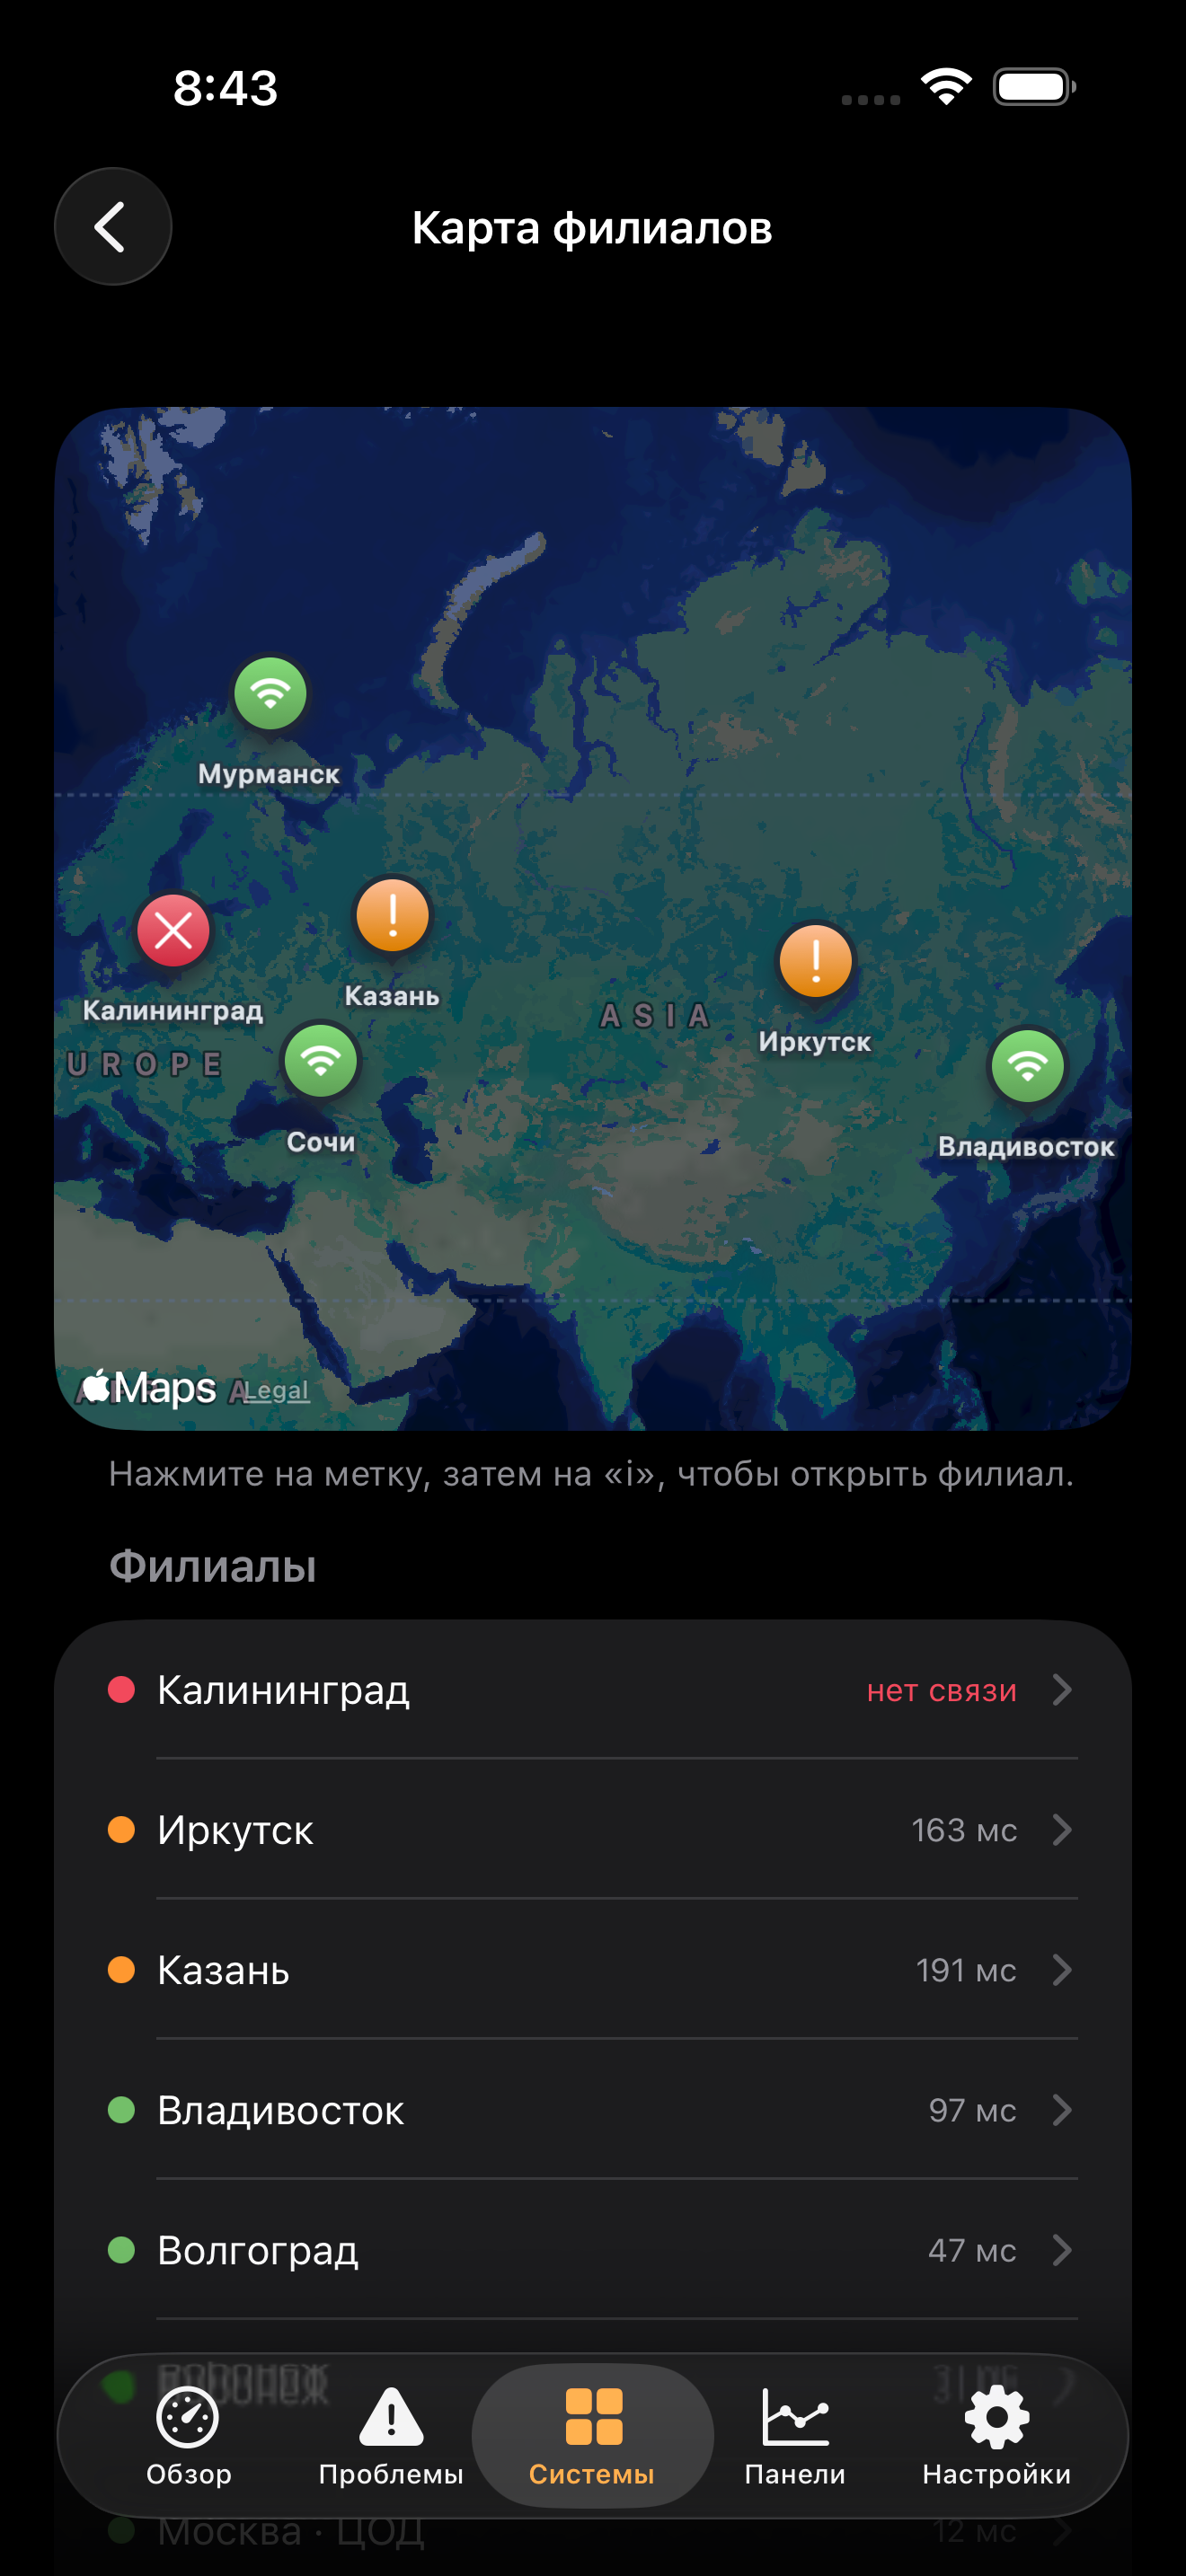 8:43
Карта филиалов
Мурманск
Казань
Калининград
ASIA
Иркутск
UROPE
Сочи
Владивосток
Maps Legal
Нажмите на метку, затем на «i», чтобы открыть филиал.
Филиалы
Калининград нет связи
Иркутск 163 мс
Казань 191 мс
Владивосток 97 мс
Волгоград 47 мс
Обзор Проблемы Системы Панели Настройки
Москва · ЦОД 12 мс